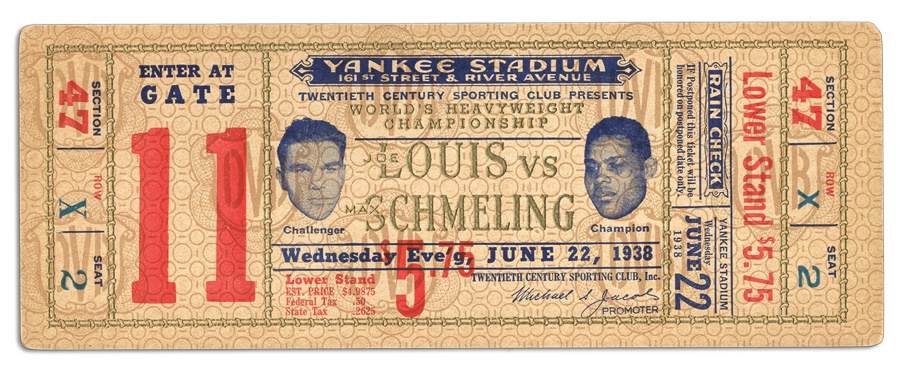 SECTION
47
ROW
X
SEAT
2
ENTER AT
GATE
11
YANKEE STADIUM
161ST STREET & RIVER AVENUE
TWENTIETH CENTURY SPORTING CLUB PRESENTS
WORLD'S HEAVYWEIGHT
CHAMPIONSHIP
JOE LOUIS VS
MAX SCHMELING
Challenger
Champion
Wednesday Eve'g, JUNE 22, 1938
$5.75
Lower Stand
EST. PRICE $4.9875
Federal Tax .50
State Tax .2625
TWENTIETH CENTURY SPORTING CLUB, Inc.
Michael S. Jacobs
PROMOTER
RAIN CHECK
IF Postponed this ticket will be
honored on postponed date only
YANKEE STADIUM
Wednesday
JUNE 22
1938
Lower Stand $5.75
SECTION
47
ROW
X
SEAT
2